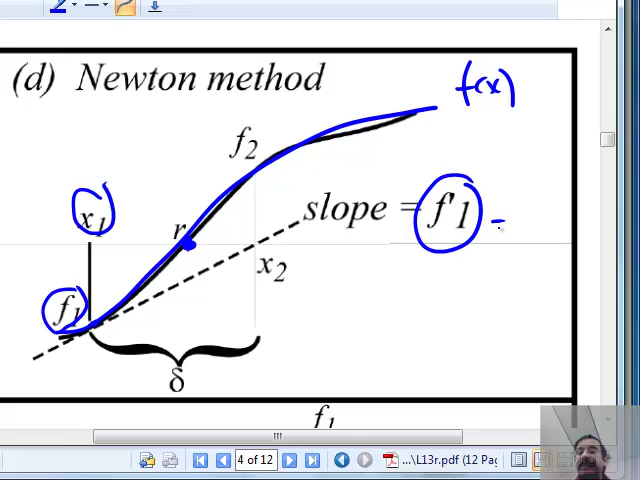 (d) Newton method
f(x)
f2
x1
slope = f'1 =
r
x2
f1
δ
f1
4 of 12
...\L13r.pdf (12 Pag